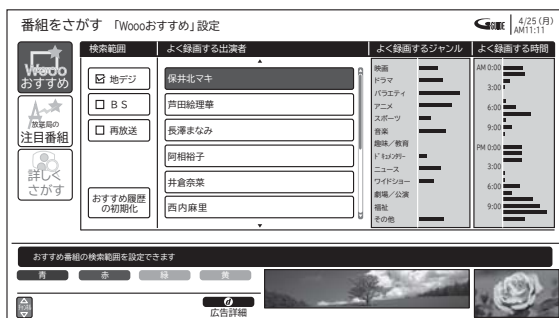 番組をさがす 「Woooおすすめ」設定
GGUIDE
4/25 (月)
AM11:11
Wooo
おすすめ
放送局の
注目番組
詳しく
さがす
検索範囲
地デジ
BS
再放送
おすすめ履歴
の初期化
よく録画する出演者
保井北マキ
芦田絵理華
長澤まなみ
阿相裕子
井倉奈菜
西内麻里
よく録画するジャンル
映画
ドラマ
バラエティ
アニメ
スポーツ
音楽
趣味／教育
ドキュメンタリー
ニュース
ワイドショー
劇場／公演
福祉
その他
よく録画する時間
AM 0:00
3:00
6:00
9:00
PM 0:00
3:00
6:00
9:00
おすすめ番組の検索範囲を設定できます
青 赤 緑 黄
d
広告詳細